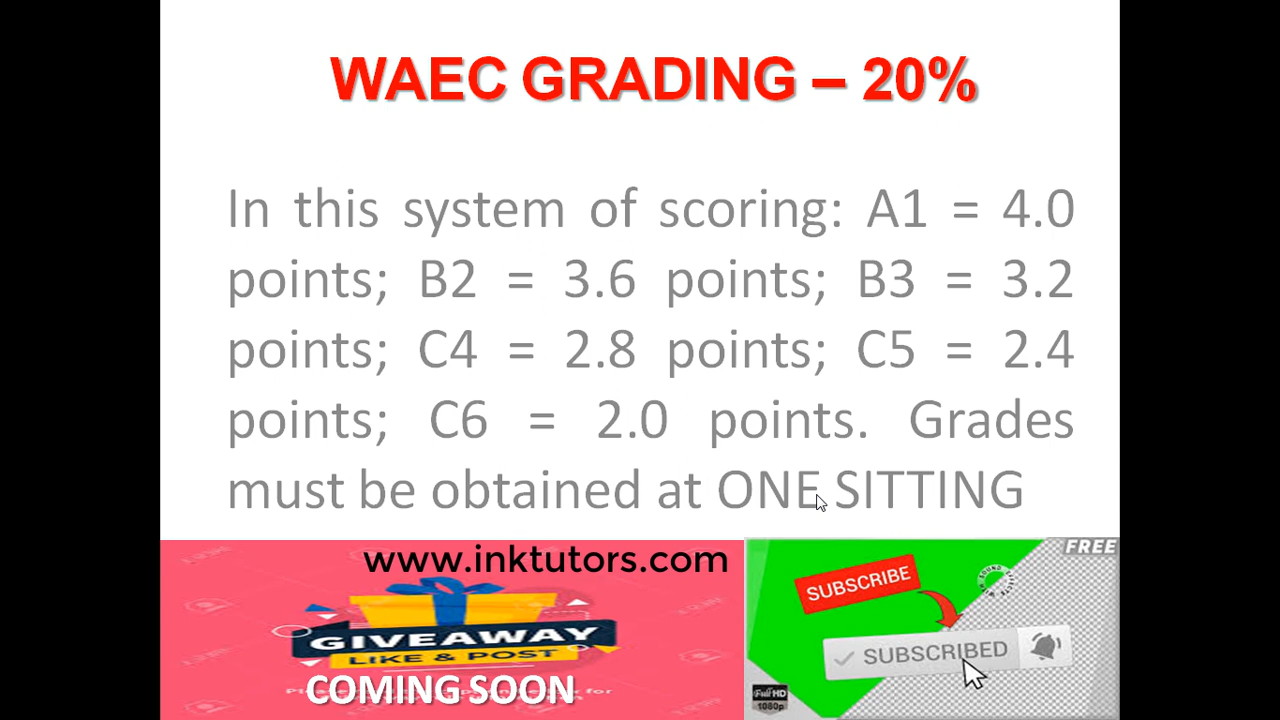 WAEC GRADING – 20%
In this system of scoring: A1 = 4.0
points; B2 = 3.6 points; B3 = 3.2
points; C4 = 2.8 points; C5 = 2.4
points; C6 = 2.0 points. Grades
must be obtained at ONE SITTING
www.inktutors.com
GIVEAWAY
LIKE & POST
COMING SOON
FREE
SUBSCRIBE
SUBSCRIBED
Full HD
1080p